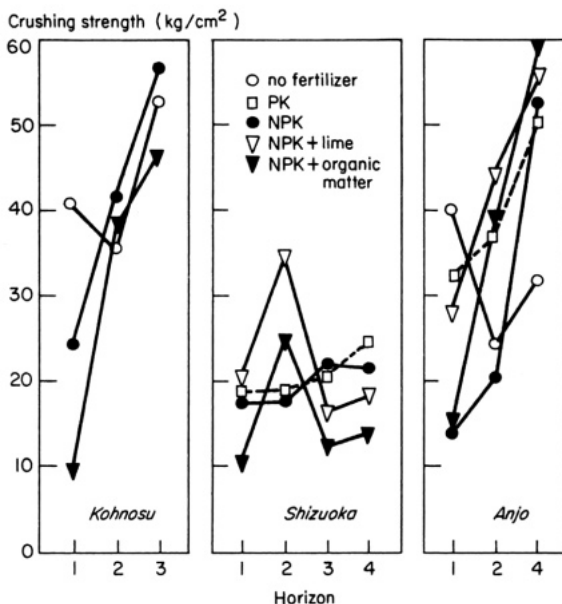 Crushing strength (kg/cm²)
60
50
40
30
20
10
0
no fertilizer
PK
NPK
NPK + lime
NPK + organic
matter
Kohnosu
Shizuoka
Anjo
1 2 3
1 2 3 4
1 2 4
Horizon